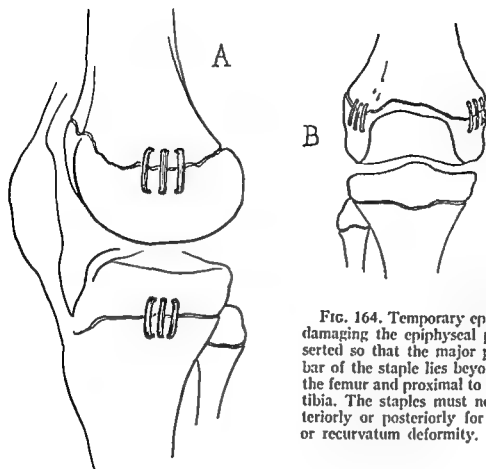 A
B
FIG. 164. Temporary ep
damaging the epiphyseal p
serted so that the major p
bar of the staple lies beyo
the femur and proximal to
tibia. The staples must no
teriorly or posteriorly for
or recurvatum deformity.